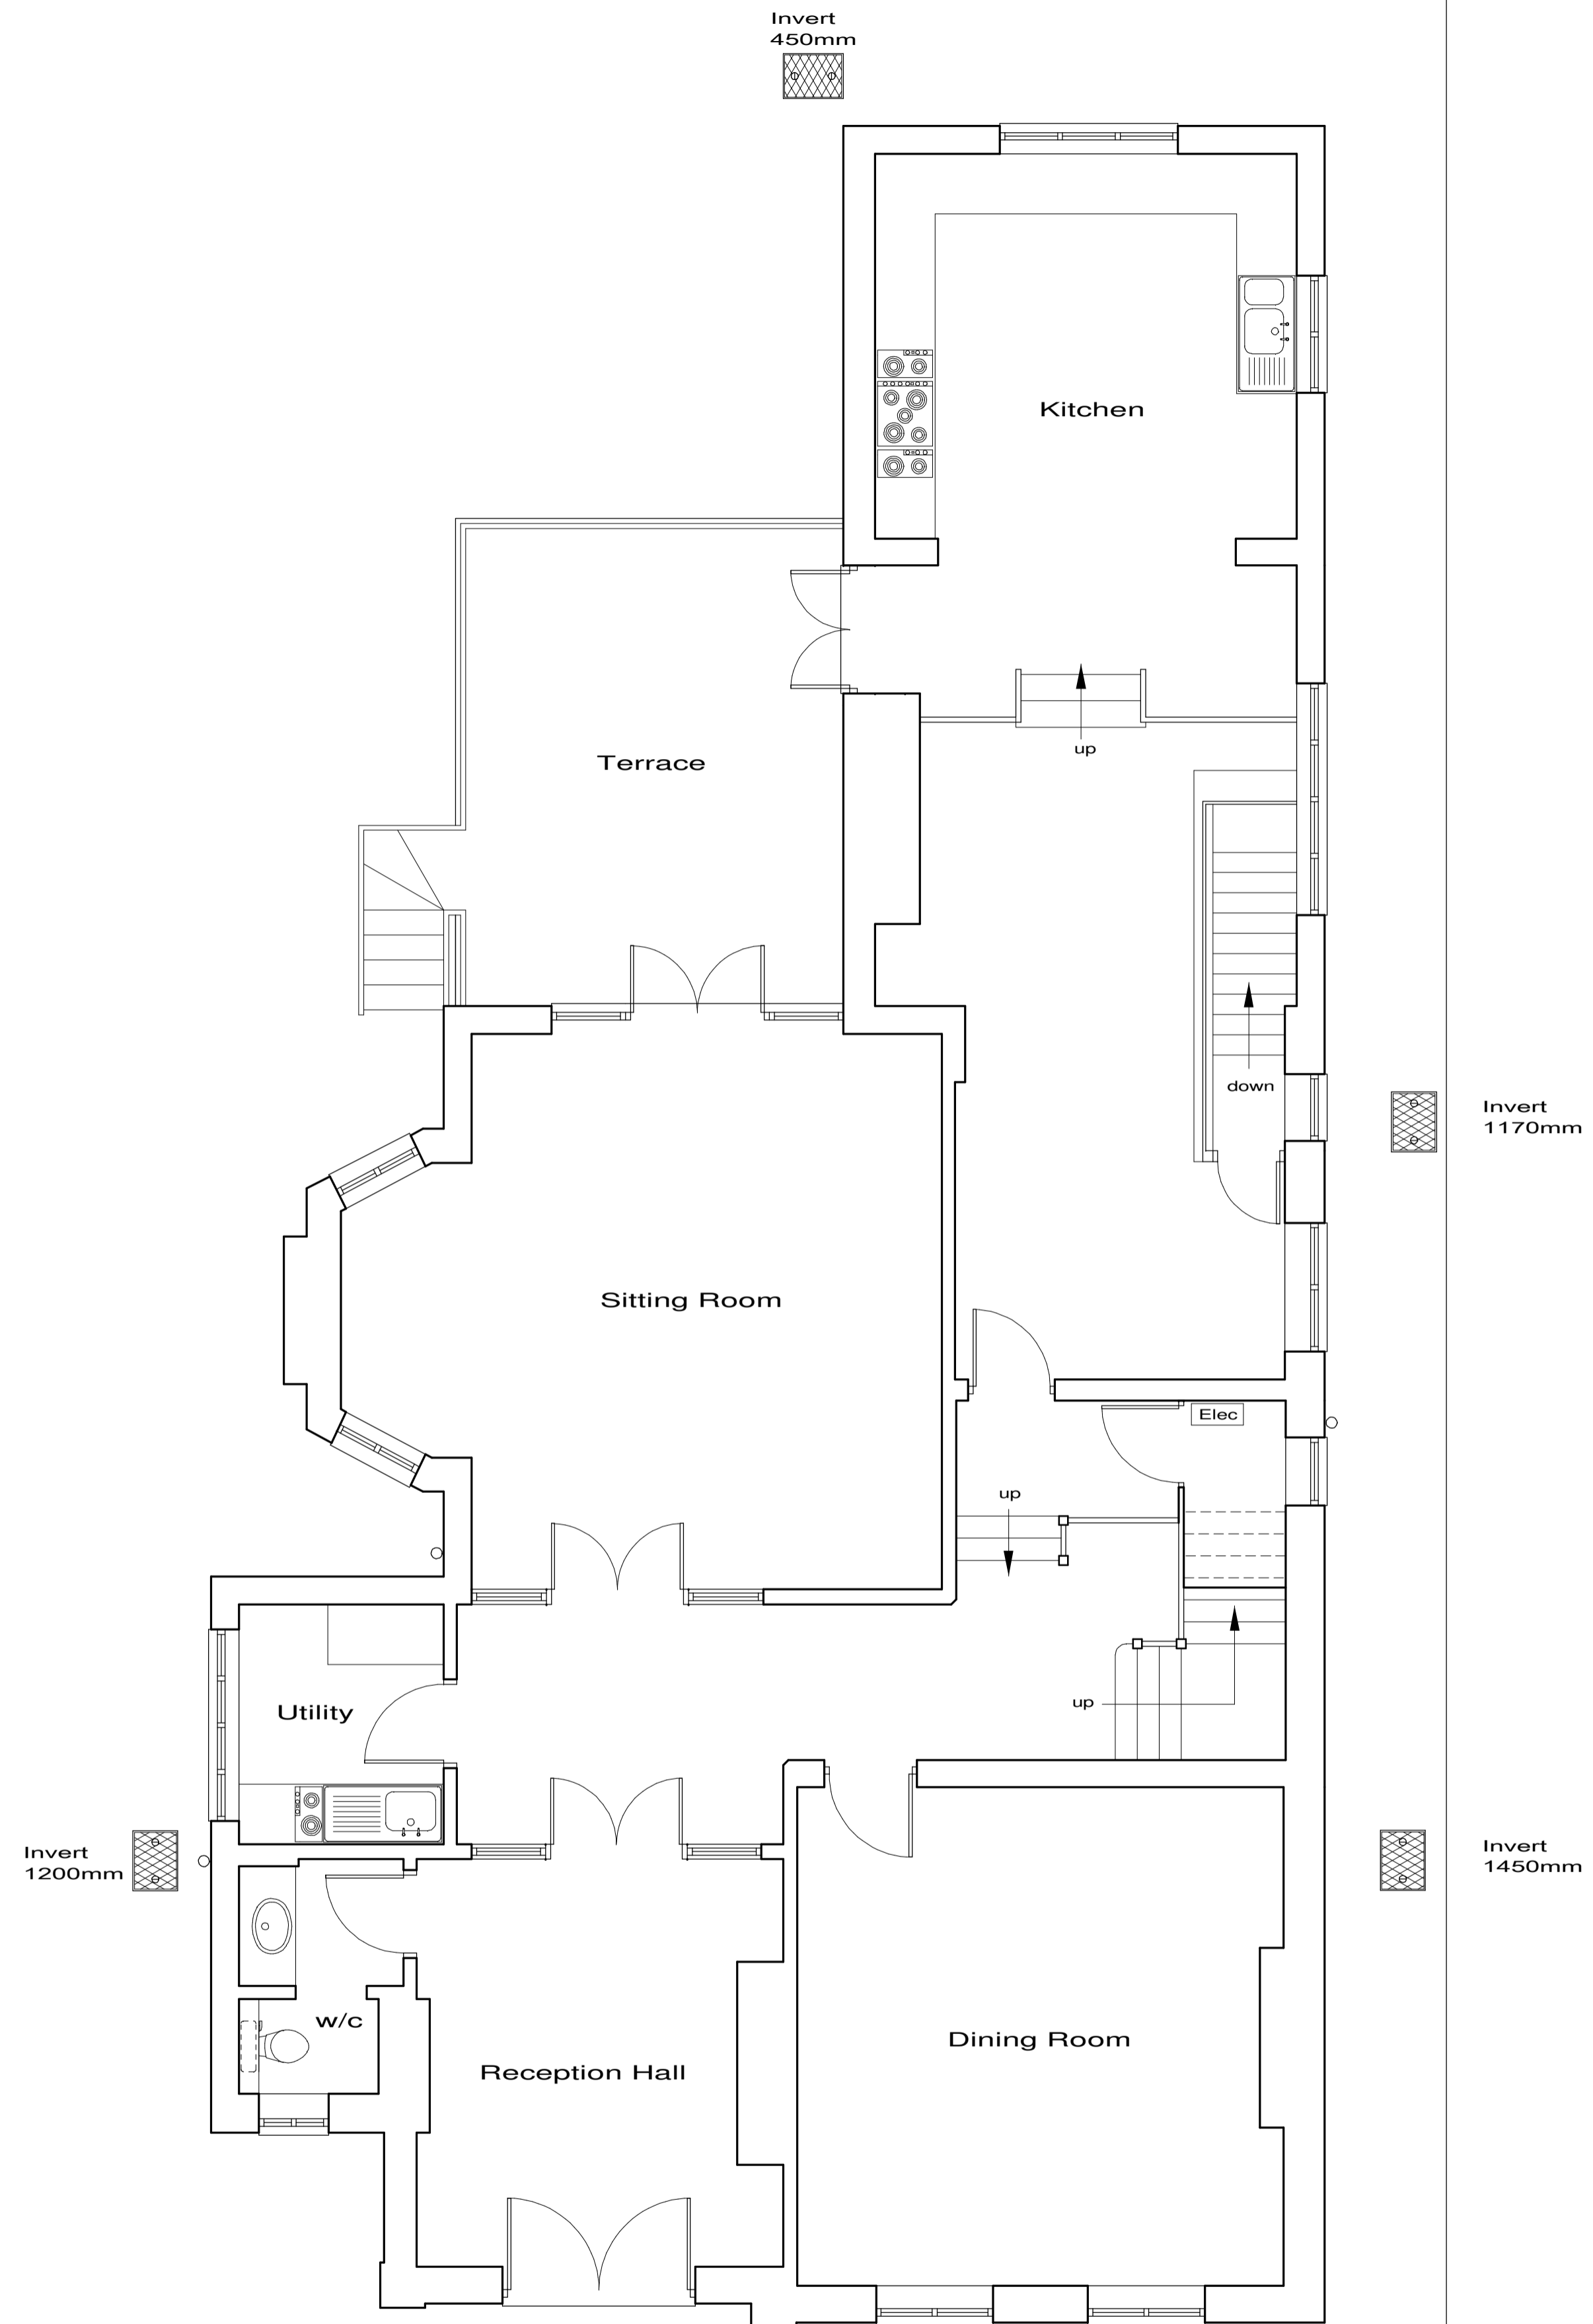 Invert
450mm
Kitchen
up
Terrace
down
Invert
1170mm
Sitting Room
Elec
up
up
Utility
Invert
1200mm
Invert
1450mm
w/c
Dining Room
Reception Hall